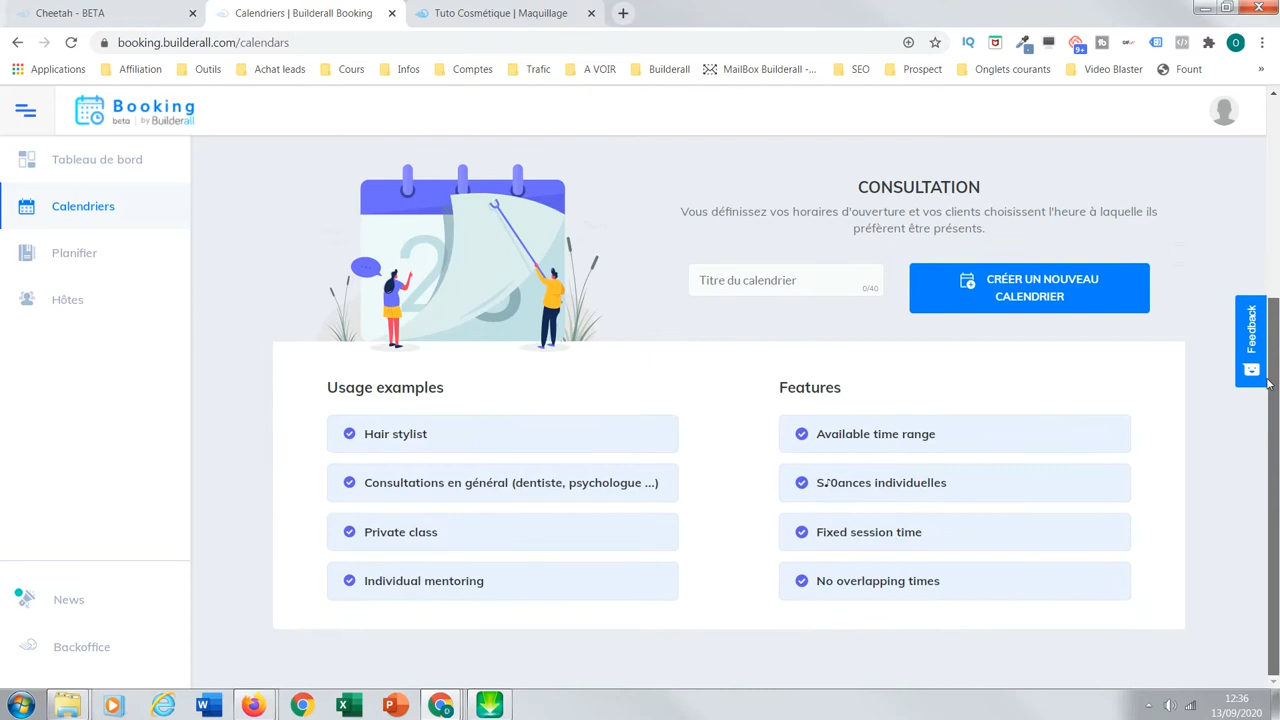 Cheetah - BETA
Calendriers | Builderall Booking
Tuto Cosmétique | Maquillage
booking.builderall.com/calendars
9+
O
Applications
Affiliation
Outils
Achat leads
Cours
Infos
Comptes
Trafic
A VOIR
Builderall
MailBox Builderall -...
SEO
Prospect
Onglets courants
Video Blaster
Fount
»
Booking
beta | by Builderall
Tableau de bord
Calendriers
Planifier
Hôtes
News
Backoffice
CONSULTATION
Vous définissez vos horaires d'ouverture et vos clients choisissent l'heure à laquelle ils
préfèrent être présents.
Titre du calendrier
0/40
CRÉER UN NOUVEAU
CALENDRIER
Feedback
Usage examples
Hair stylist
Consultations en général (dentiste, psychologue ...)
Private class
Individual mentoring
Features
Available time range
S♪0ances individuelles
Fixed session time
No overlapping times
12:36
13/09/2020